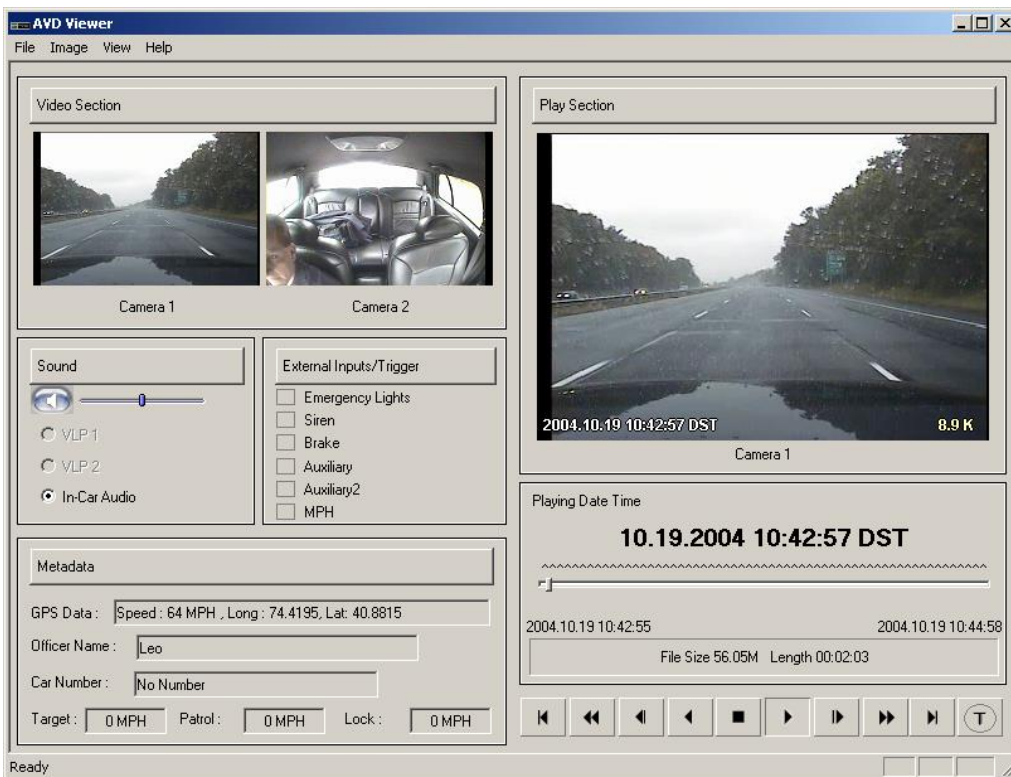 AVD Viewer
File Image View Help
Video Section
Camera 1 Camera 2
Sound
VLP 1
VLP 2
In-Car Audio
External Inputs/Trigger
Emergency Lights
Siren
Brake
Auxiliary
Auxiliary2
MPH
Metadata
GPS Data : Speed : 64 MPH , Long : 74.4195, Lat: 40.8815
Officer Name : Leo
Car Number : No Number
Target : 0 MPH Patrol : 0 MPH Lock : 0 MPH
Play Section
2004.10.19 10:42:57 DST 8.9 K
Camera 1
Playing Date Time
10.19.2004 10:42:57 DST
2004.10.19 10:42:55 2004.10.19 10:44:58
File Size 56.05M Length 00:02:03
T
Ready